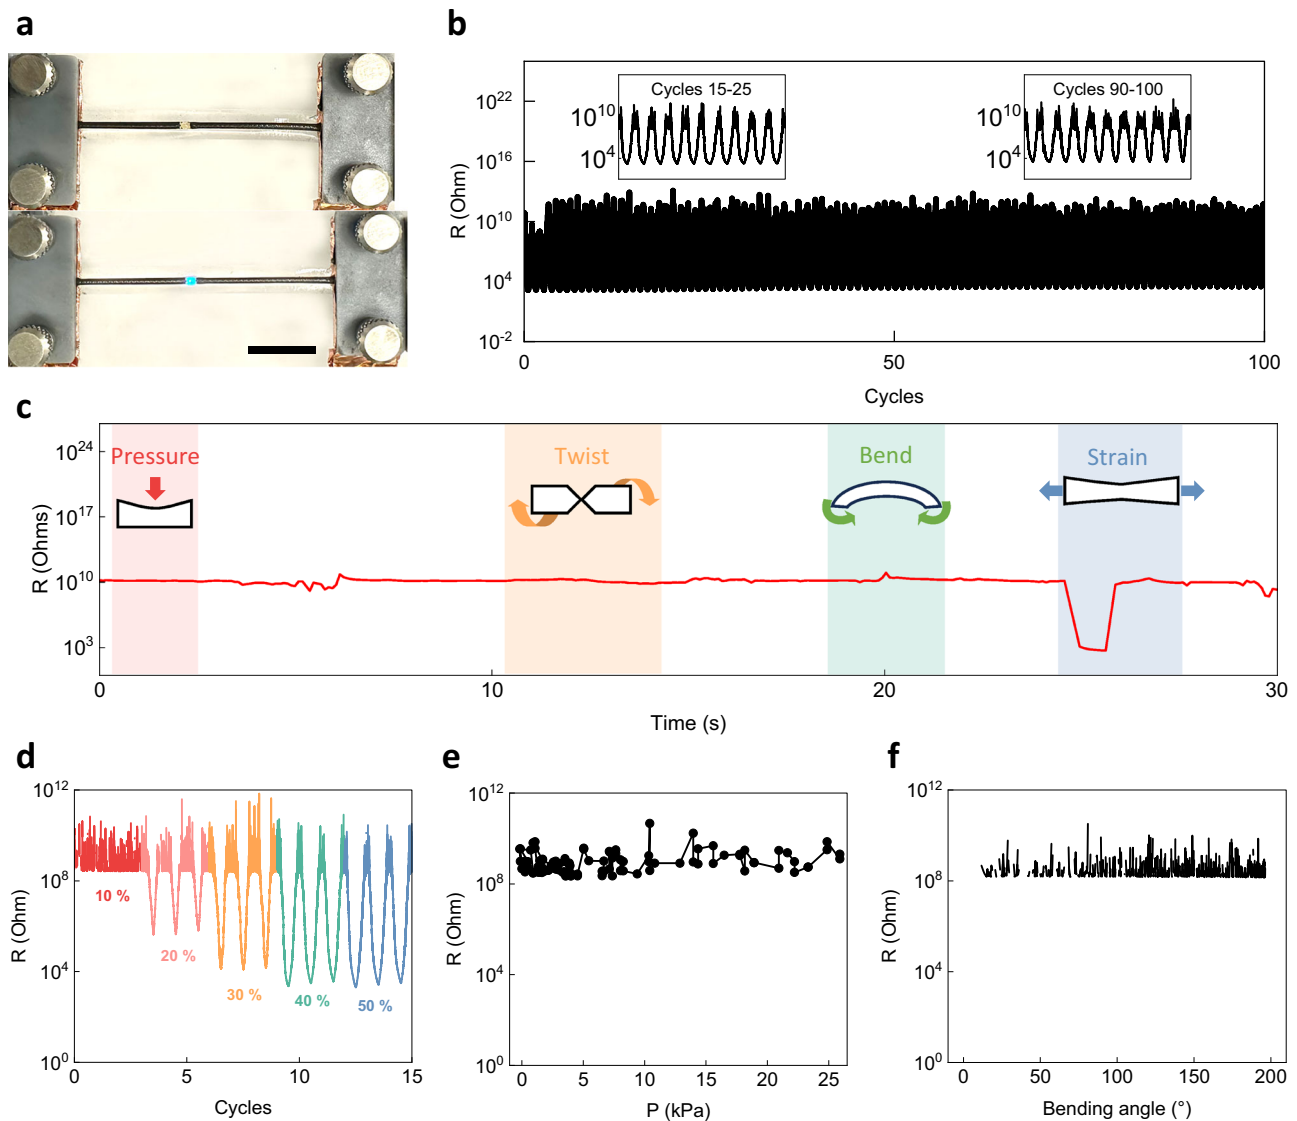 a
b
R (Ohm)
10^22
10^16
10^10
10^4
10^-2
Cycles 15-25
10^10
10^4
Cycles 90-100
10^10
10^4
0
50
100
Cycles
c
R (Ohms)
10^24
10^17
10^10
10^3
Pressure
Twist
Bend
Strain
0
10
20
30
Time (s)
d
R (Ohm)
10^12
10^8
10^4
10^0
10 %
20 %
30 %
40 %
50 %
0
5
10
15
Cycles
e
R (Ohm)
10^12
10^8
10^4
10^0
0
5
10
15
20
25
P (kPa)
f
R (Ohm)
10^12
10^8
10^4
10^0
0
50
100
150
200
Bending angle (°)